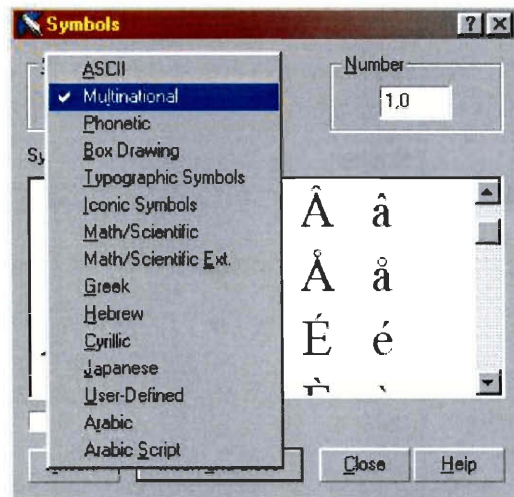 Symbols
Number
1,0
ASCII
Multinational
Phonetic
Box Drawing
Typographic Symbols
Iconic Symbols
Math/Scientific
Math/Scientific Ext.
Greek
Hebrew
Cyrillic
Japanese
User-Defined
Arabic
Arabic Script
Sy
Â â
Å å
É é
Close Help